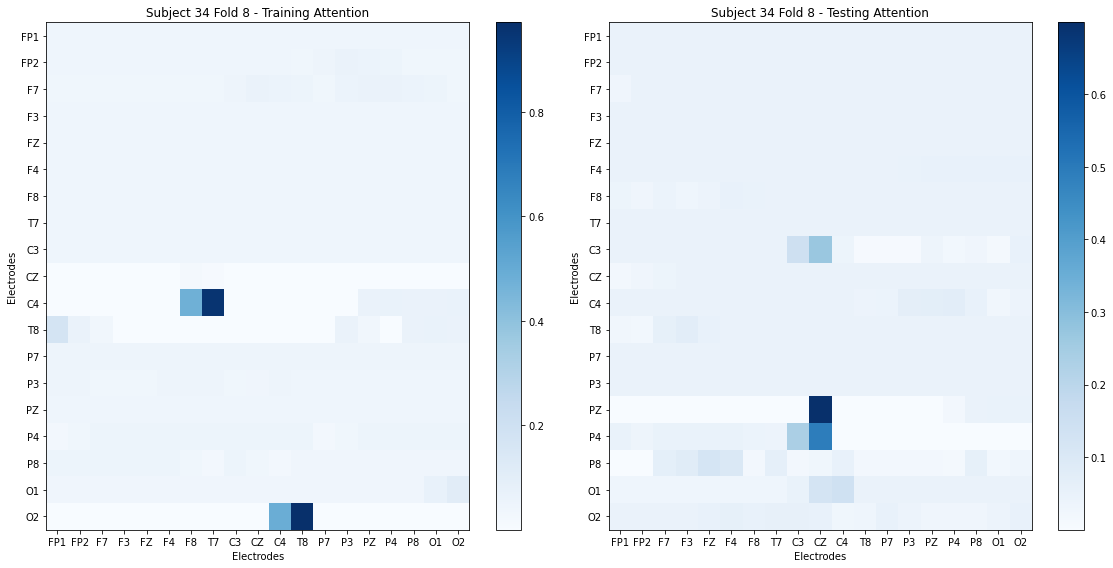 Subject 34 Fold 8 - Training Attention
FP1
FP2
F7
F3
FZ
F4
F8
T7
C3
CZ
C4
T8
P7
P3
PZ
P4
P8
O1
O2
Electrodes
FP1 FP2 F7 F3 FZ F4 F8 T7 C3 CZ C4 T8 P7 P3 PZ P4 P8 O1 O2
Electrodes
0.8
0.6
0.4
0.2
Subject 34 Fold 8 - Testing Attention
FP1
FP2
F7
F3
FZ
F4
F8
T7
C3
CZ
C4
T8
P7
P3
PZ
P4
P8
O1
O2
Electrodes
FP1 FP2 F7 F3 FZ F4 F8 T7 C3 CZ C4 T8 P7 P3 PZ P4 P8 O1 O2
Electrodes
0.6
0.5
0.4
0.3
0.2
0.1